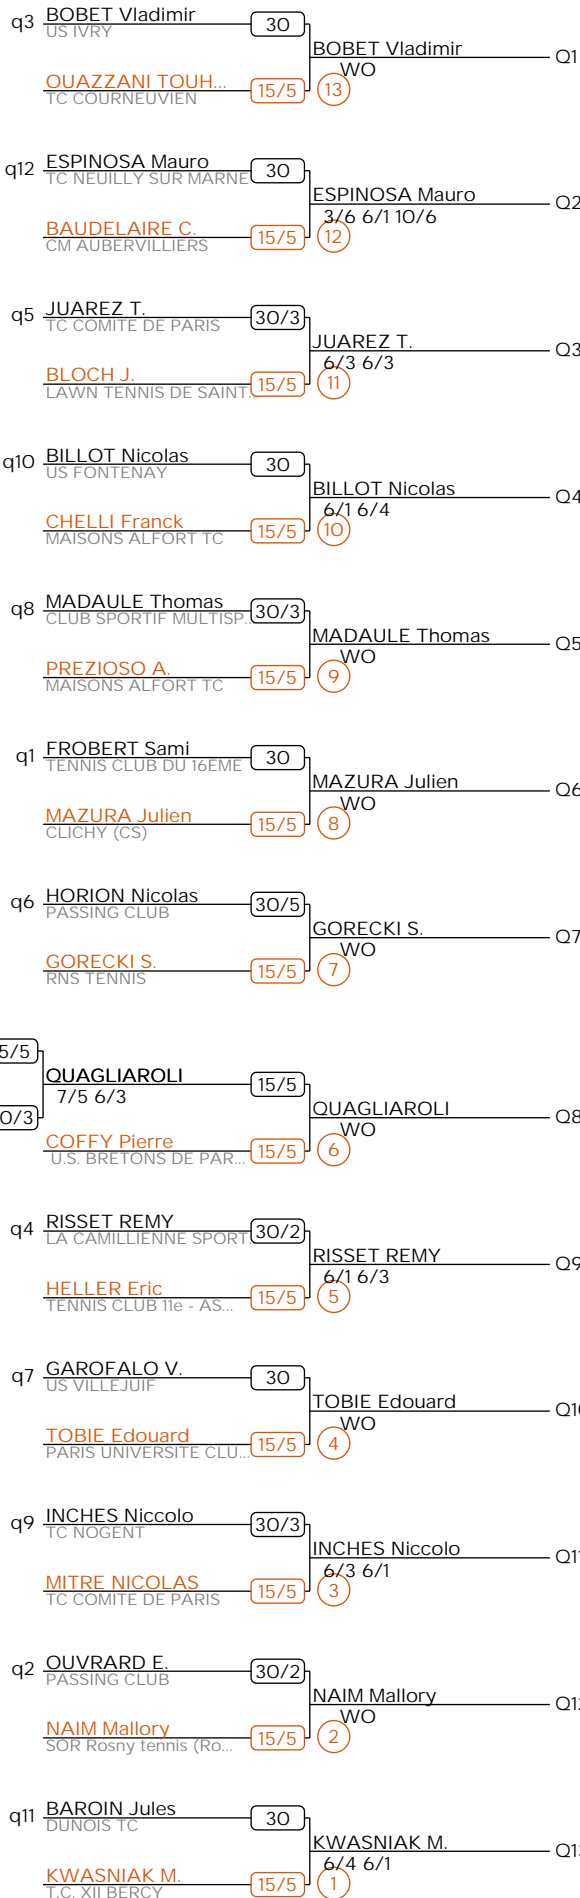 q3 BOBET Vladimir
US IVRY
30
BOBET Vladimir
WO
Q1
OUAZZANI TOUH...
TC COURNEUVIEN
15/5
13
q12 ESPINOSA Mauro
TC NEUILLY SUR MARNE
30
ESPINOSA Mauro
3/6 6/1 10/6
Q2
BAUDELAIRE C.
CM AUBERVILLIERS
15/5
12
q5 JUAREZ T.
TC COMITE DE PARIS
30/3
JUAREZ T.
6/3 6/3
Q3
BLOCH J.
LAWN TENNIS DE SAINT...
15/5
11
q10 BILLOT Nicolas
US FONTENAY
30
BILLOT Nicolas
6/1 6/4
Q4
CHELLI Franck
MAISONS ALFORT TC
15/5
10
q8 MADAULE Thomas
CLUB SPORTIF MULTISP...
30/3
MADAULE Thomas
WO
Q5
PREZIOSO A.
MAISONS ALFORT TC
15/5
9
q1 FROBERT Sami
TENNIS CLUB DU 16EME
30
MAZURA Julien
WO
Q6
MAZURA Julien
CLICHY (CS)
15/5
8
q6 HORION Nicolas
PASSING CLUB
30/5
GORECKI S.
WO
Q7
GORECKI S.
RNS TENNIS
15/5
7
5/5
QUAGLIAROLI
7/5 6/3
15/5
0/3
QUAGLIAROLI
WO
Q8
COFFY Pierre
U.S. BRETONS DE PAR...
15/5
6
q4 RISSET REMY
LA CAMILLIENNE SPORT
30/2
RISSET REMY
6/1 6/3
Q9
HELLER Eric
TENNIS CLUB 11e - AS...
15/5
5
q7 GAROFALO V.
US VILLEJUIF
30
TOBIE Edouard
WO
Q10
TOBIE Edouard
PARIS UNIVERSITE CLU...
15/5
4
q9 INCHES Niccolo
TC NOGENT
30/3
INCHES Niccolo
6/3 6/1
Q11
MITRE NICOLAS
TC COMITE DE PARIS
15/5
3
q2 OUVRARD E.
PASSING CLUB
30/2
NAIM Mallory
WO
Q12
NAIM Mallory
SOR Rosny tennis (Ro...
15/5
2
q11 BAROIN Jules
DUNOIS TC
30
KWASNIAK M.
6/4 6/1
Q13
KWASNIAK M.
T.C. XII BERCY
15/5
1